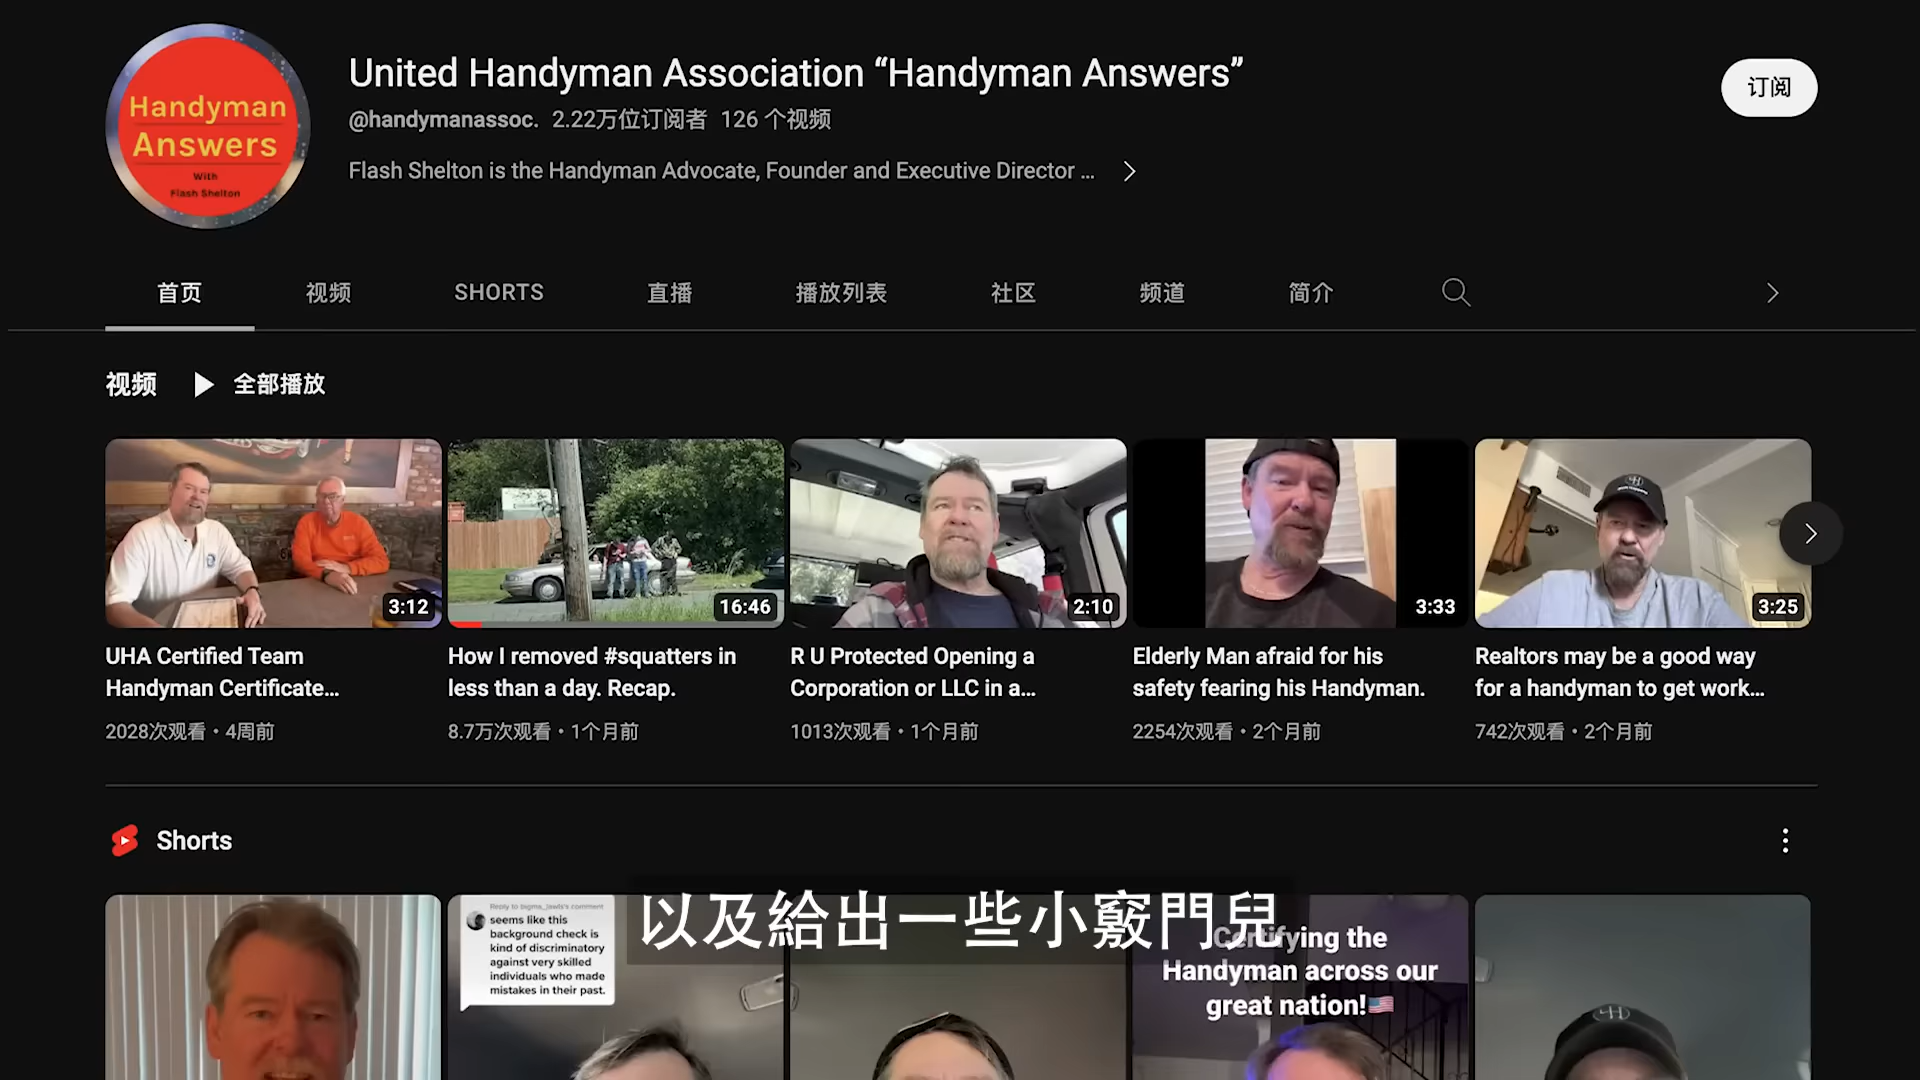 Handyman
Answers
With
Flash Shelton
United Handyman Association “Handyman Answers”
@handymanassoc. 2.22万位订阅者 126 个视频
Flash Shelton is the Handyman Advocate, Founder and Executive Director ...
订阅
首页 视频 SHORTS 直播 播放列表 社区 频道 简介
视频 全部播放
3:12
16:46
2:10
3:33
3:25
UHA Certified Team
Handyman Certificate...
2028次观看・4周前
How I removed #squatters in
less than a day. Recap.
8.7万次观看・1个月前
R U Protected Opening a
Corporation or LLC in a...
1013次观看・1个月前
Elderly Man afraid for his
safety fearing his Handyman.
2254次观看・2个月前
Realtors may be a good way
for a handyman to get work...
742次观看・2个月前
Shorts
seems like this
background check is
kind of discriminatory
against very skilled
individuals who made
mistakes in their past.
Certifying the
Handyman across our
great nation!🇺🇸
以及給出一些小竅門兒